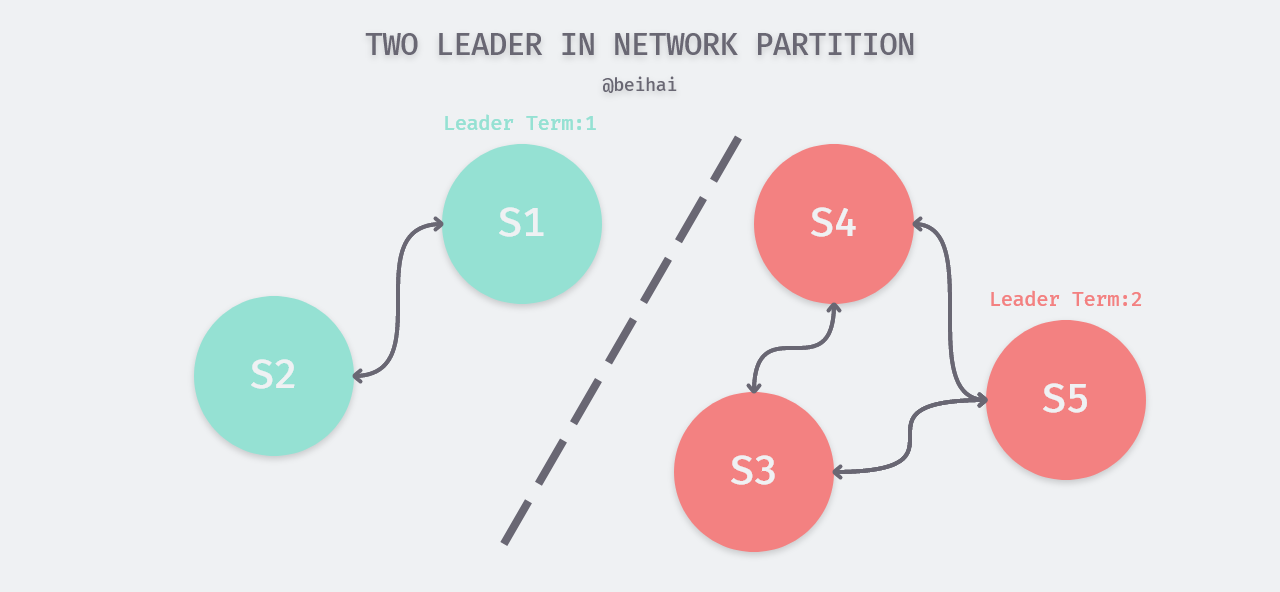 TWO LEADER IN NETWORK PARTITION
@beihai
Leader Term:1
S1
S4
Leader Term:2
S2
S5
S3